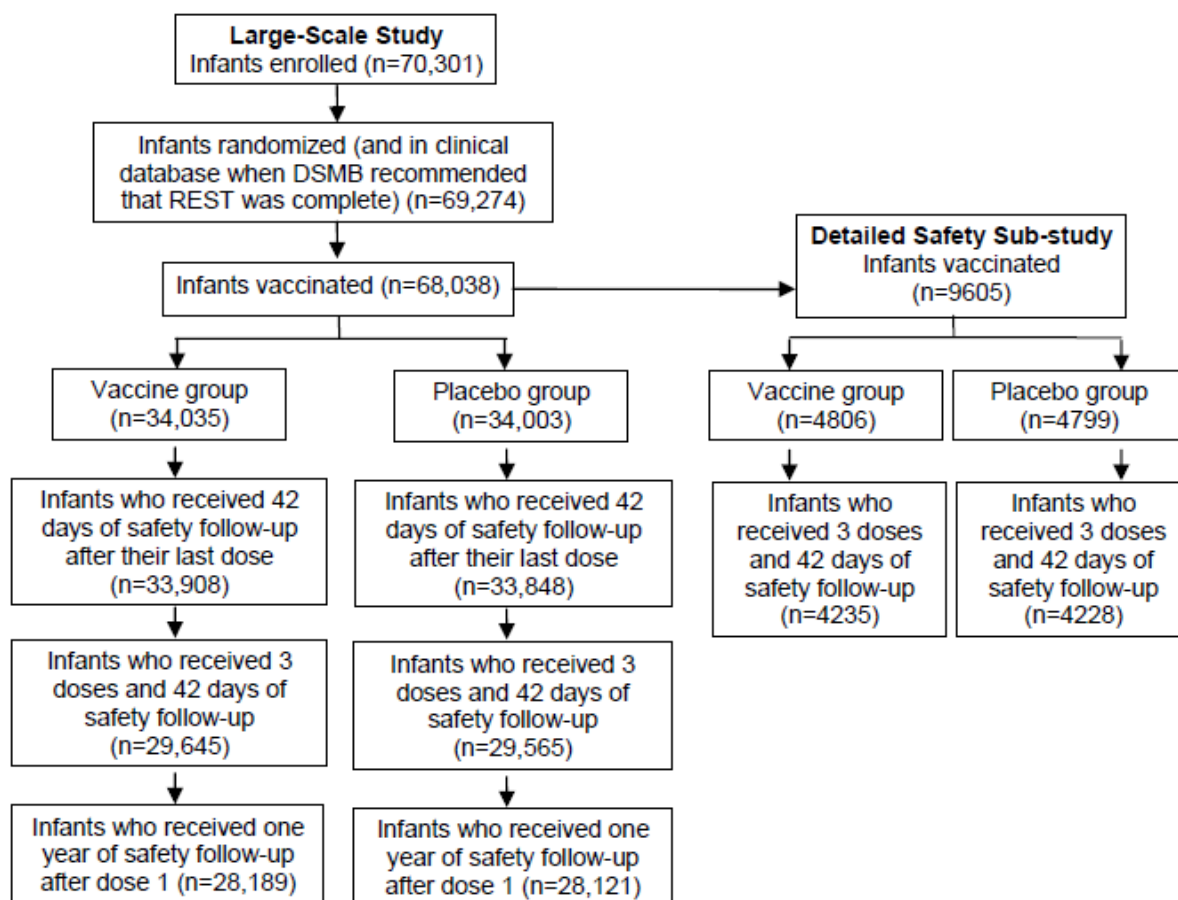 Large-Scale Study
Infants enrolled (n=70,301)
Infants randomized (and in clinical
database when DSMB recommended
that REST was complete) (n=69,274)
Infants vaccinated (n=68,038)
Detailed Safety Sub-study
Infants vaccinated
(n=9605)
Vaccine group
(n=34,035)
Placebo group
(n=34,003)
Vaccine group
(n=4806)
Placebo group
(n=4799)
Infants who received 42
days of safety follow-up
after their last dose
(n=33,908)
Infants who received 42
days of safety follow-up
after their last dose
(n=33,848)
Infants who
received 3 doses
and 42 days of
safety follow-up
(n=4235)
Infants who
received 3 doses
and 42 days of
safety follow-up
(n=4228)
Infants who received 3
doses and 42 days of
safety follow-up
(n=29,645)
Infants who received 3
doses and 42 days of
safety follow-up
(n=29,565)
Infants who received one
year of safety follow-up
after dose 1 (n=28,189)
Infants who received one
year of safety follow-up
after dose 1 (n=28,121)